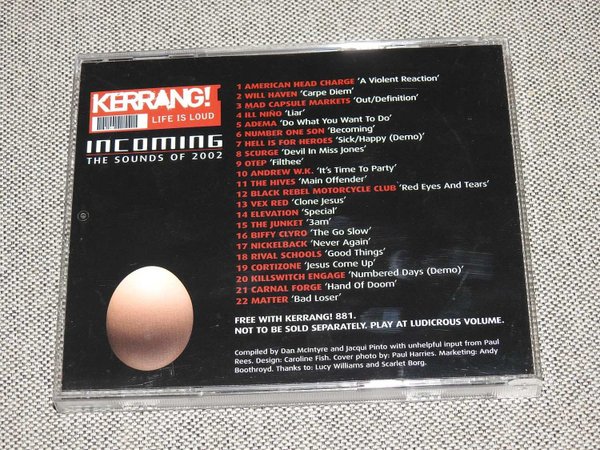 KERRANG!
LIFE IS LOUD
INCOMING
THE SOUNDS OF 2002
1 AMERICAN HEAD CHARGE 'A Violent Reaction'
2 WILL HAVEN 'Carpe Diem'
3 MAD CAPSULE MARKETS 'Out/Definition'
4 ILL NIÑO 'Liar'
5 ADEMA 'Do What You Want To Do'
6 NUMBER ONE SON 'Becoming'
7 HELL IS FOR HEROES 'Sick/Happy (Demo)'
8 SCURGE 'Devil In Miss Jones'
9 OTEP 'Filthee'
10 ANDREW W.K. 'It's Time To Party'
11 THE HIVES 'Main Offender'
12 BLACK REBEL MOTORCYCLE CLUB 'Red Eyes And Tears'
13 VEX RED 'Clone Jesus'
14 ELEVATION 'Special'
15 THE JUNKET '3am'
16 BIFFY CLYRO 'The Go Slow'
17 NICKELBACK 'Never Again'
18 RIVAL SCHOOLS 'Good Things'
19 CORTIZONE 'Jesus Come Up'
20 KILLSWITCH ENGAGE 'Numbered Days (Demo)'
21 CARNAL FORGE 'Hand Of Doom'
22 MATTER 'Bad Loser'
FREE WITH KERRANG! 881.
NOT TO BE SOLD SEPARATELY. PLAY AT LUDICROUS VOLUME.
Compiled by Dan McIntyre and Jacqui Pinto with unhelpful input from Paul
Rees. Design: Caroline Fish. Cover photo by: Paul Harries. Marketing: Andy
Boothroyd. Thanks to: Lucy Williams and Scarlet Borg.